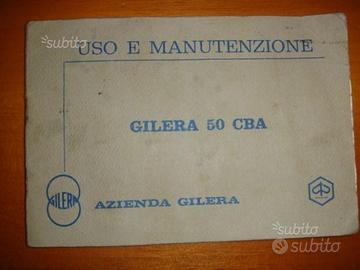 subito
USO E MANUTENZIONE
GILERA 50 CBA
GILERA
AZIENDA GILERA
subito
subito